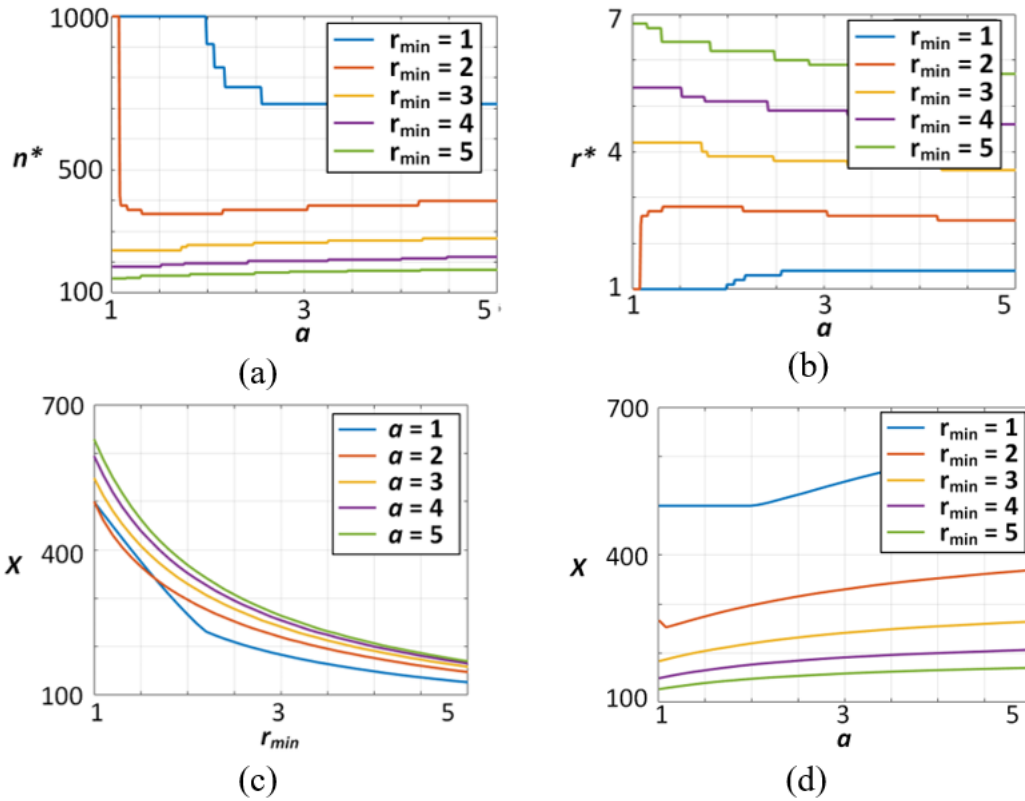 1000
500
100
n*
1
3
5
a
r_min = 1
r_min = 2
r_min = 3
r_min = 4
r_min = 5
(a)
7
4
1
r*
1
3
5
a
r_min = 1
r_min = 2
r_min = 3
r_min = 4
r_min = 5
(b)
700
400
100
X
1
3
5
r_min
a = 1
a = 2
a = 3
a = 4
a = 5
(c)
700
400
100
X
1
3
5
a
r_min = 1
r_min = 2
r_min = 3
r_min = 4
r_min = 5
(d)